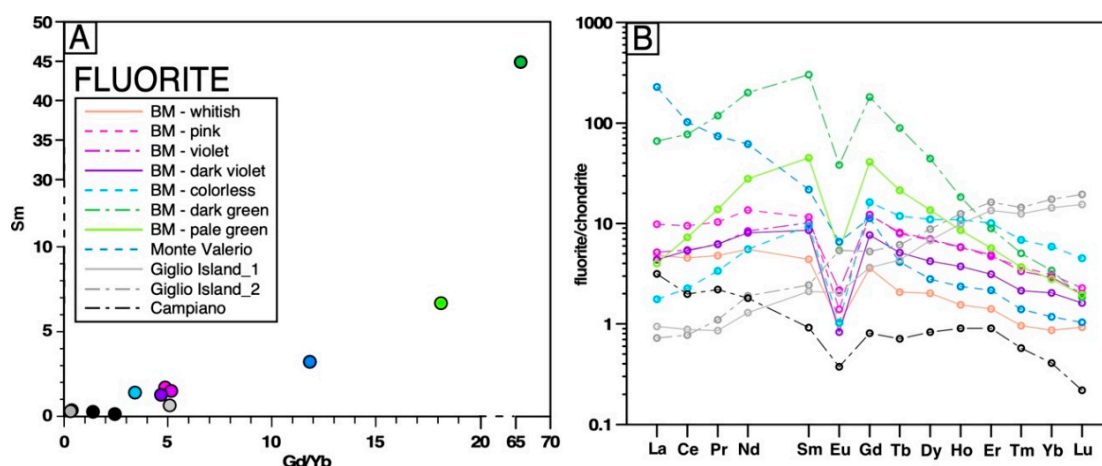 A
FLUORITE
BM - whitish
BM - pink
BM - violet
BM - dark violet
BM - colorless
BM - dark green
BM - pale green
Monte Valerio
Giglio Island_1
Giglio Island_2
Campiano
Sm
50
45
40
35
30
10
5
0
0 5 10 15 20 65 70
Gd/Yb
B
fluorite/chondrite
1000
100
10
1
0.1
La Ce Pr Nd Sm Eu Gd Tb Dy Ho Er Tm Yb Lu